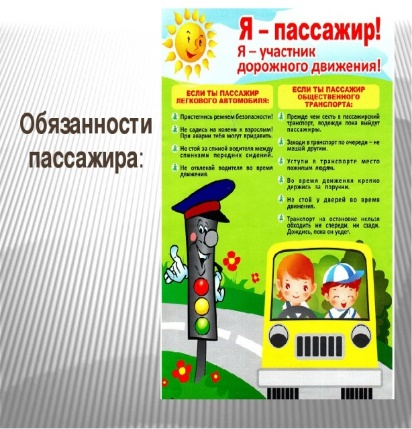 Обязанности
пассажира:
Я – пассажир!
Я – участник
дорожного движения!
ЕСЛИ ТЫ ПАССАЖИР
ЛЕГКОВОГО АВТОМОБИЛЯ:
Пристегнись ремнем безопасности!
Не садись на колени к взрослым!
При аварии тебя могут придавить.
Не стой за спиной водителя между
спинками передних сидений.
Не отвлекай водителя во время
движения.
ЕСЛИ ТЫ ПАССАЖИР
ОБЩЕСТВЕННОГО
ТРАНСПОРТА:
Прежде чем сесть в пассажирский
транспорт, подожди пока выйдут
пассажиры.
Заходи в транспорт по очереди – не
мешай другим.
Уступи в транспорте место
пожилым людям.
Во время движения крепко
держись за поручни.
Не стой у дверей во время
движения.
Транспорт на остановке нельзя
обходить ни спереди, ни сзади.
Дождись, пока он уедет.